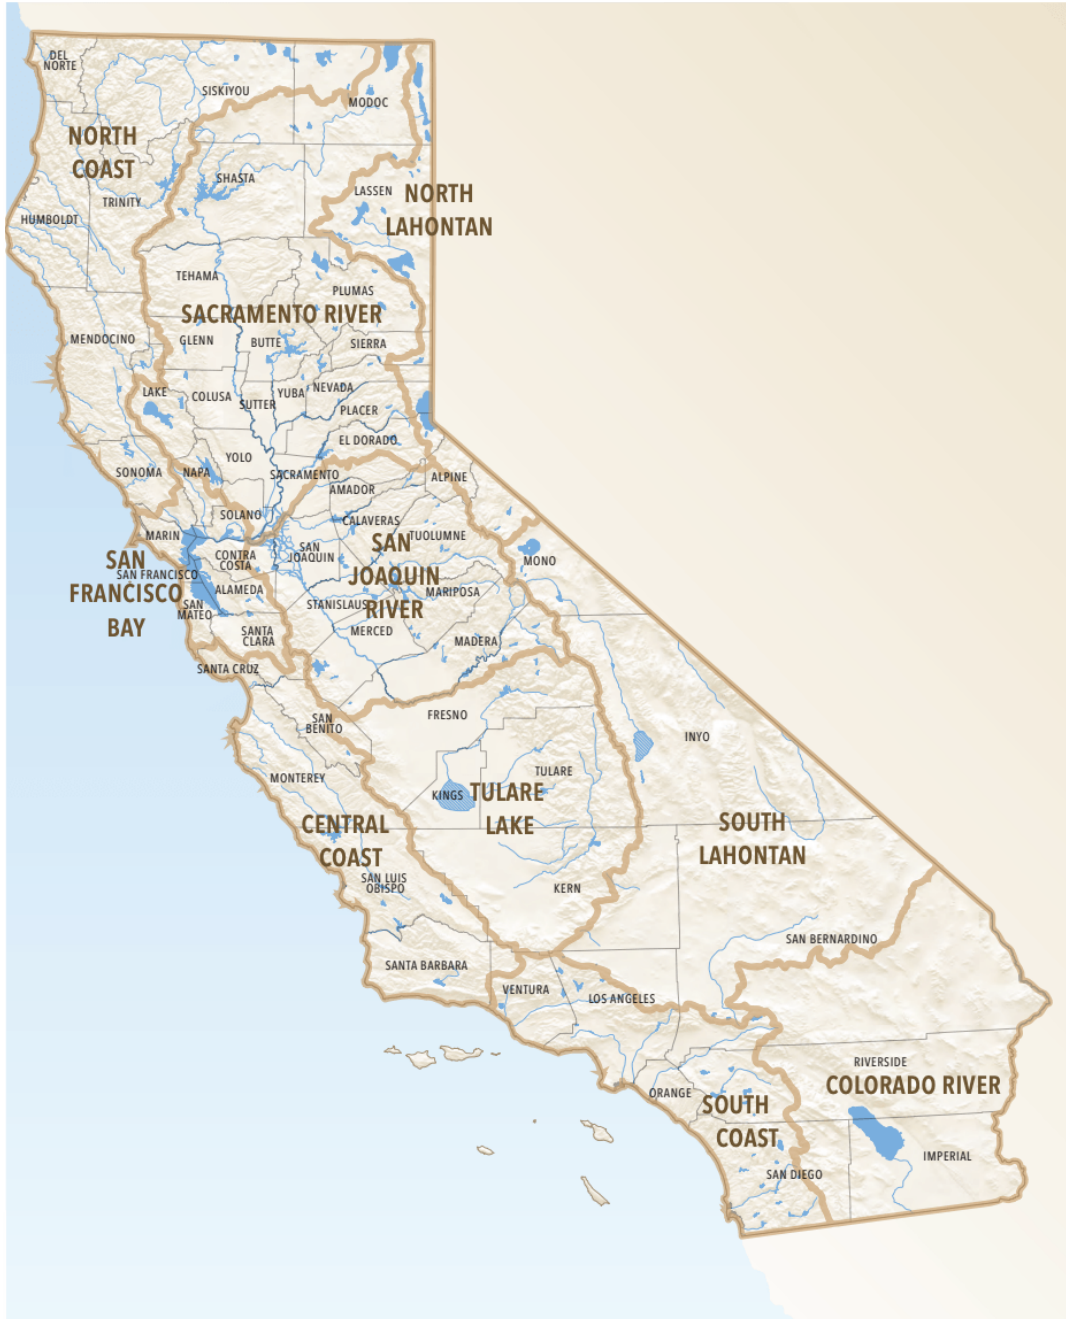 DEL
NORTE
SISKIYOU
MODOC
NORTH
COAST
SHASTA
LASSEN
NORTH
LAHONTAN
TRINITY
HUMBOLDT
TEHAMA
PLUMAS
SACRAMENTO RIVER
MENDOCINO
GLENN
BUTTE
SIERRA
LAKE
COLUSA
SUTTER
YUBA
NEVADA
PLACER
EL DORADO
YOLO
SONOMA
NAPA
SACRAMENTO
ALPINE
AMADOR
SOLANO
CALAVERAS
TUOLUMNE
MARIN
SAN
JOAQUIN
CONTRA
COSTA
SAN
JOAQUIN
RIVER
MONO
SAN
FRANCISCO
BAY
SAN FRANCISCO
ALAMEDA
MARIPOSA
SAN
MATEO
STANISLAUS
SANTA
CLARA
MERCED
MADERA
SANTA CRUZ
SAN
BENITO
FRESNO
INYO
MONTEREY
TULARE
KINGS
TULARE
LAKE
CENTRAL
COAST
SOUTH
LAHONTAN
SAN LUIS
OBISPO
KERN
SAN BERNARDINO
SANTA BARBARA
VENTURA
LOS ANGELES
RIVERSIDE
COLORADO RIVER
ORANGE
SOUTH
COAST
IMPERIAL
SAN DIEGO